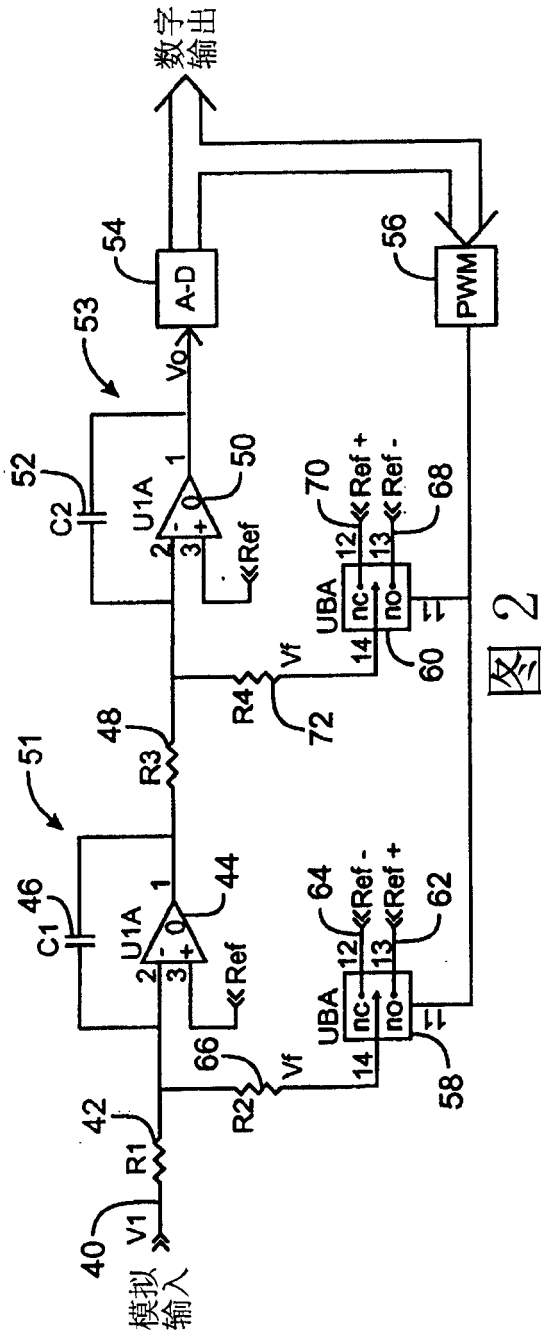 模拟
输入
40
V1
42
R1
66
R2
Vf
46
C1
51
U1A
2
-
3
+
0
1
44
Ref
48
R3
52
C2
53
U1A
2
-
3
+
0
1
50
Ref
R4
72
Vf
Vo
54
A-D
数字
输出
56
PWM
UBA
14
nc
no
11
12
13
64
Ref -
Ref +
62
58
UBA
14
nc
no
11
12
13
70
Ref +
Ref -
68
60
图 2